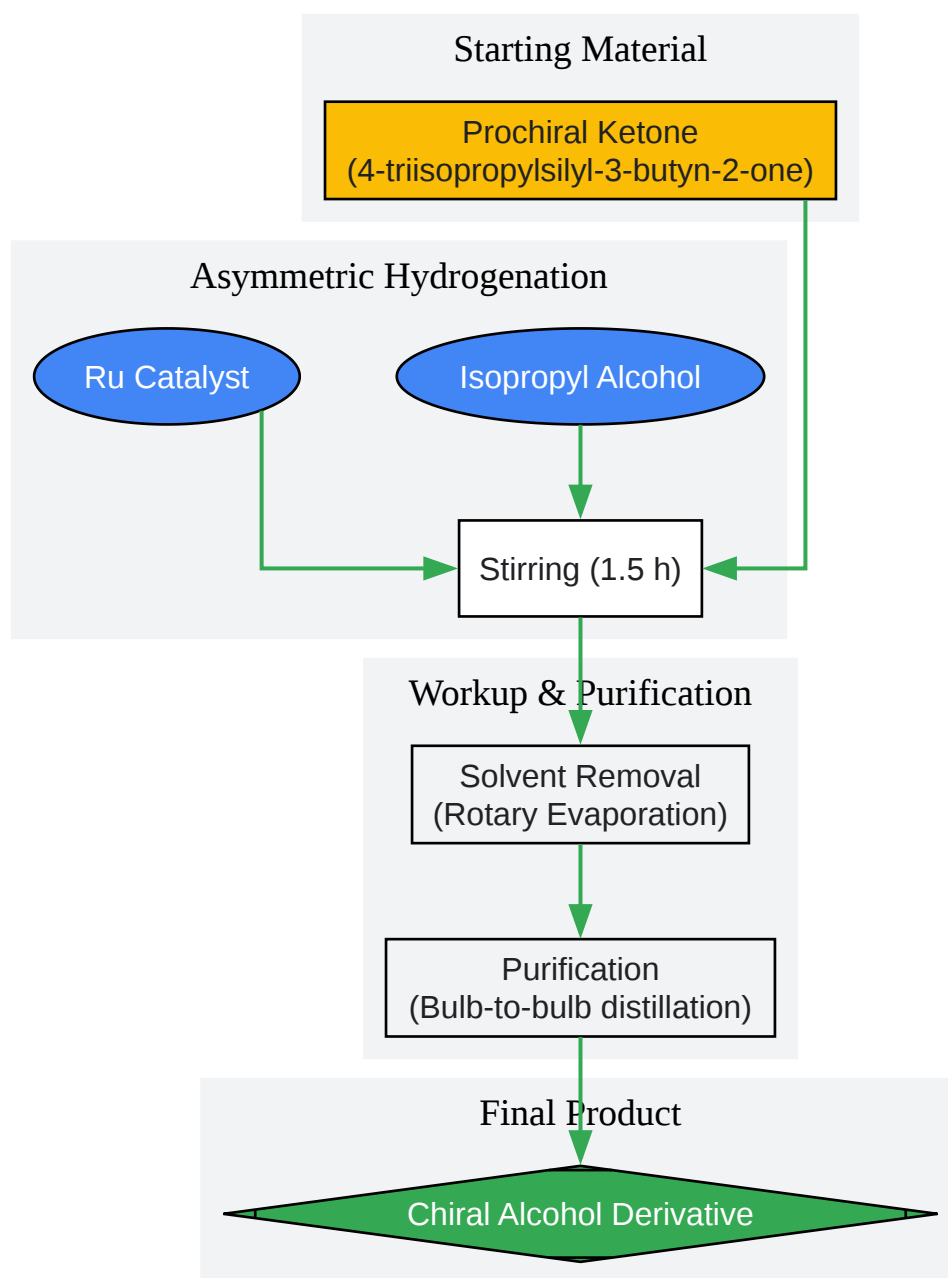 Starting Material
Prochiral Ketone
(4-triisopropylsilyl-3-butyn-2-one)
Asymmetric Hydrogenation
Ru Catalyst
Isopropyl Alcohol
Stirring (1.5 h)
Workup & Purification
Solvent Removal
(Rotary Evaporation)
Purification
(Bulb-to-bulb distillation)
Final Product
Chiral Alcohol Derivative